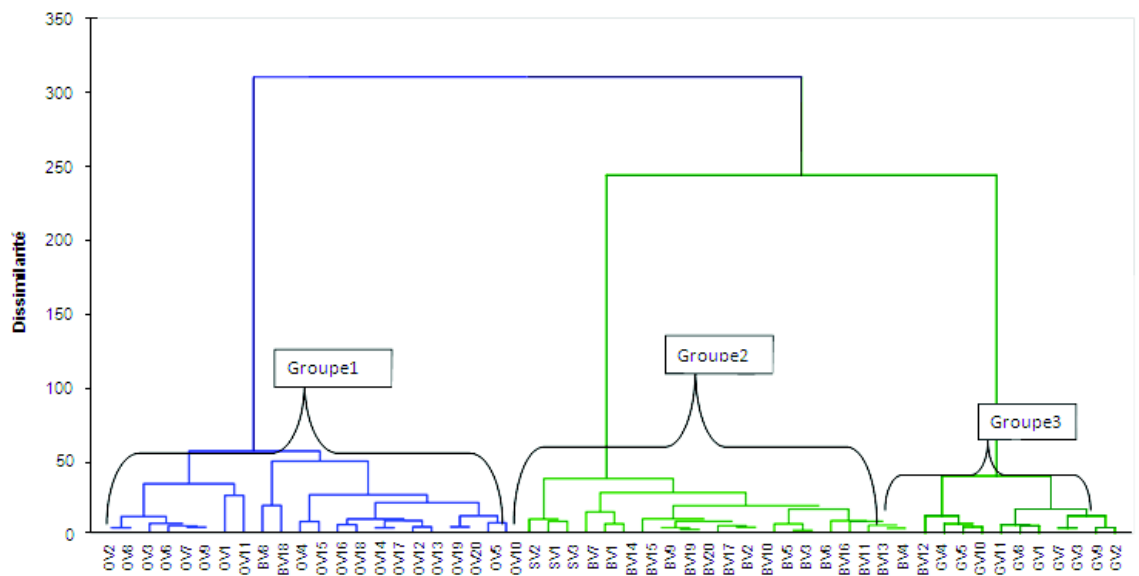 350
300
250
200
150
100
50
0
Dissimilarité
Groupe1
Groupe2
Groupe3
OV2
OV8
OV3
OV6
OV7
OV9
OV1
OV11
BV8
BV18
OV4
OV15
OV16
OV18
OV14
OV17
OV12
OV13
OV19
OV20
OV5
OV10
SV2
SV1
SV3
BV7
BV1
BV14
BV15
BV9
BV19
BV20
BV17
BV2
BV10
BV5
BV3
BV6
BV16
BV11
BV13
BV4
BV12
GV4
GV5
GV10
GV11
GV8
GV1
GV7
GV3
GV9
GV2